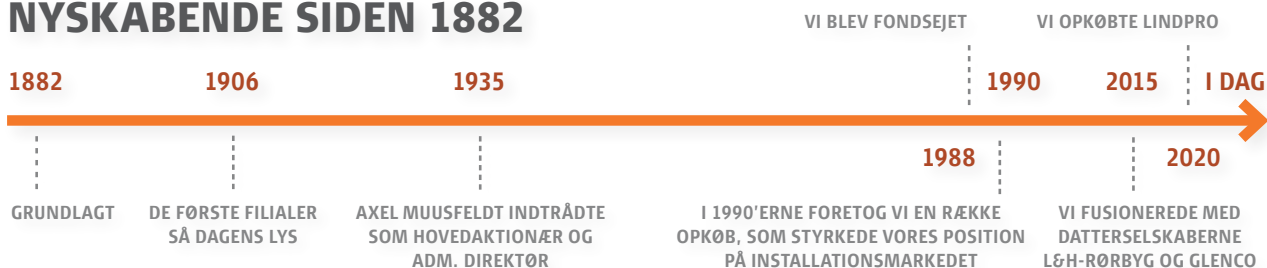 NYSKABENDE SIDEN 1882
VI BLEV FONDSEJET
VI OPKØBTE LINDPRO
1882
1906
1935
1990
2015
I DAG
1988
2020
GRUNDLAGT
DE FØRSTE FILIALER
SÅ DAGENS LYS
AXEL MUUSFELDT INDTRÅDTE
SOM HOVEDAKTIONÆR OG
ADM. DIREKTØR
I 1990'ERNE FORETOG VI EN RÆKKE
OPKØB, SOM STYRKEDE VORES POSITION
PÅ INSTALLATIONSMARKEDET
VI FUSIONEREDE MED
DATTERSELSKABERNE
L&H-RØRBYG OG GLENCO